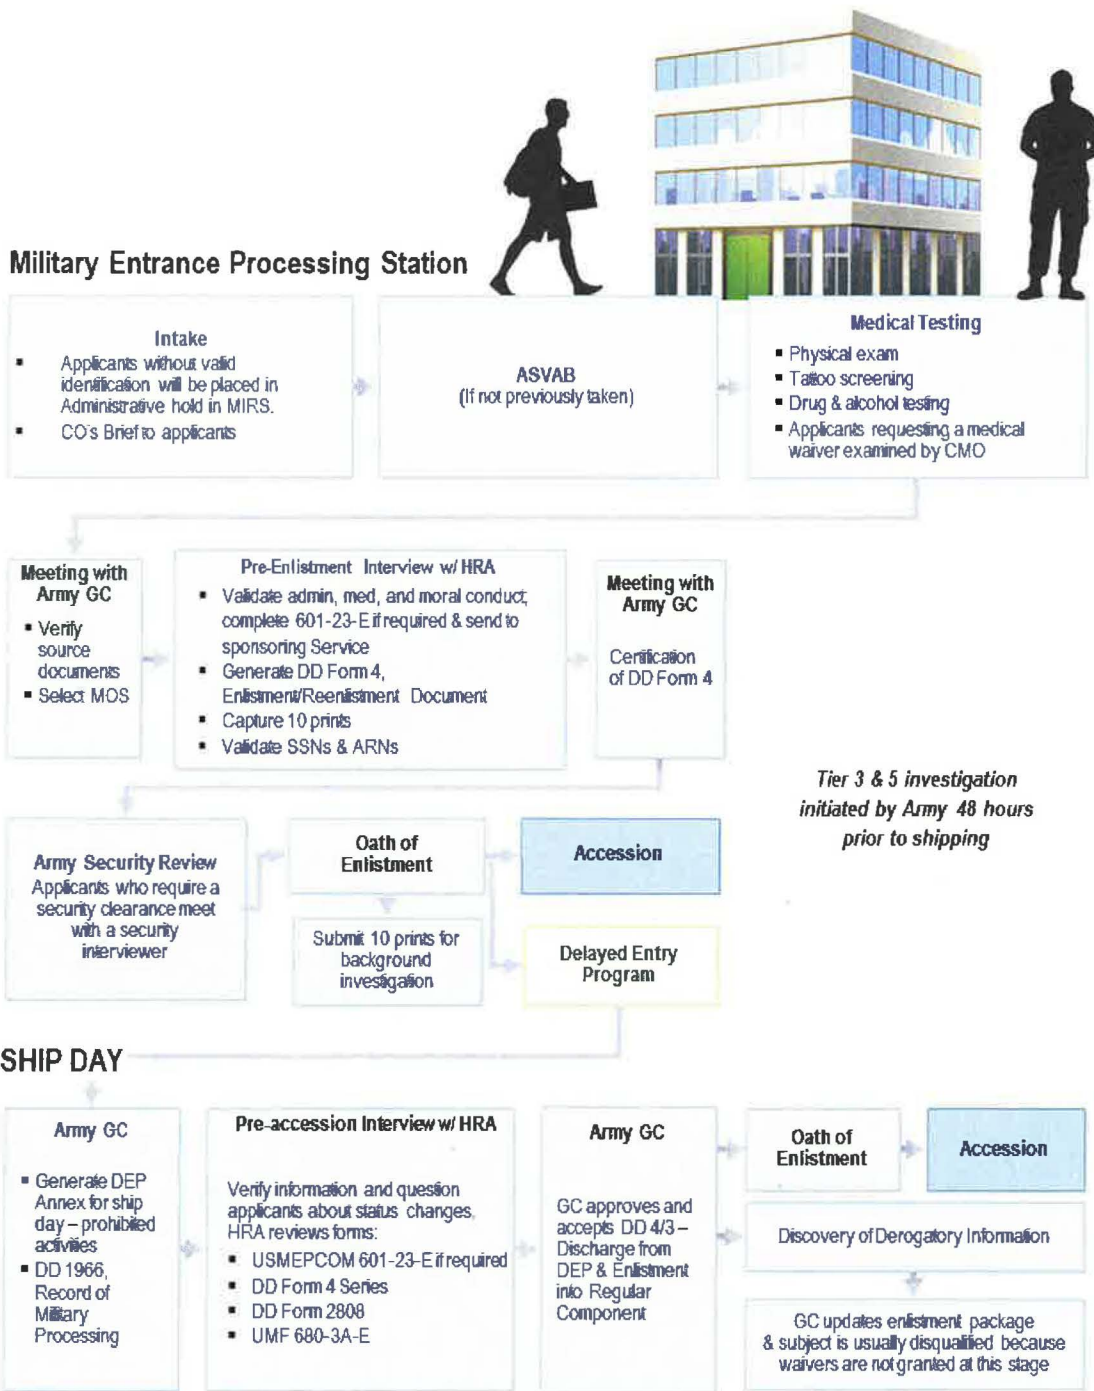 Military Entrance Processing Station
Intake
▪ Applicants without valid
identification will be placed in
Administrative hold in MIRS.
▪ CO's Brief to applicants
ASVAB
(If not previously taken)
Medical Testing
▪ Physical exam
▪ Tattoo screening
▪ Drug & alcohol testing
▪ Applicants requesting a medical
waiver examined by CMO
Meeting with
Army GC
▪ Verify
source
documents
▪ Select MOS
Pre-Enlistment Interview w/ HRA
▪ Validate admin, med, and moral conduct;
complete 601-23-E if required & send to
sponsoring Service
▪ Generate DD Form 4,
Enlistment/Reenlistment Document
▪ Capture 10 prints
▪ Validate SSNs & ARNs
Meeting with
Army GC
Certification
of DD Form 4
Tier 3 & 5 investigation
initiated by Army 48 hours
prior to shipping
Army Security Review
Applicants who require a
security clearance meet
with a security
interviewer
Oath of
Enlistment
Accession
Submit 10 prints for
background
investigation
Delayed Entry
Program
SHIP DAY
Army GC
▪ Generate DEP
Annex for ship
day – prohibited
activities
▪ DD 1966,
Record of
Military
Processing
Pre-accession Interview w/ HRA
Verify information and question
applicants about status changes,
HRA reviews forms:
▪ USMEPCOM 601-23-E if required
▪ DD Form 4 Series
▪ DD Form 2808
▪ UMF 680-3A-E
Army GC
GC approves and
accepts DD 4/3 –
Discharge from
DEP & Enlistment
into Regular
Component
Oath of
Enlistment
Accession
Discovery of Derogatory Information
GC updates enlistment package
& subject is usually disqualified because
waivers are not granted at this stage